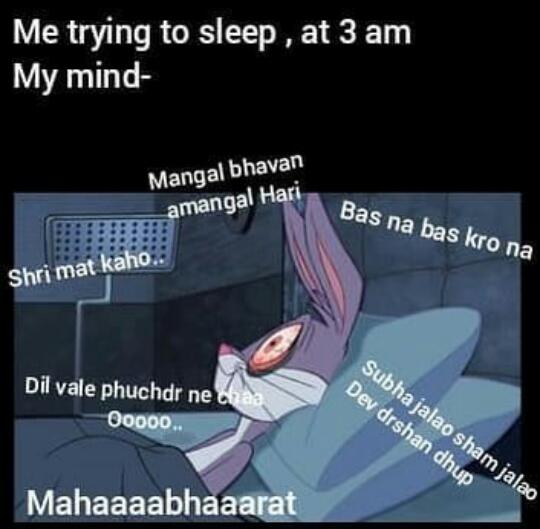 Me trying to sleep , at 3 am
My mind-
Mangal bhavan
amangal Hari
Bas na bas kro na
Shri mat kaho..
Dil vale phuchdr ne chaa
Ooooo..
Subha jalao sham jalao
Dev drshan dhup
Mahaaaabhaaarat